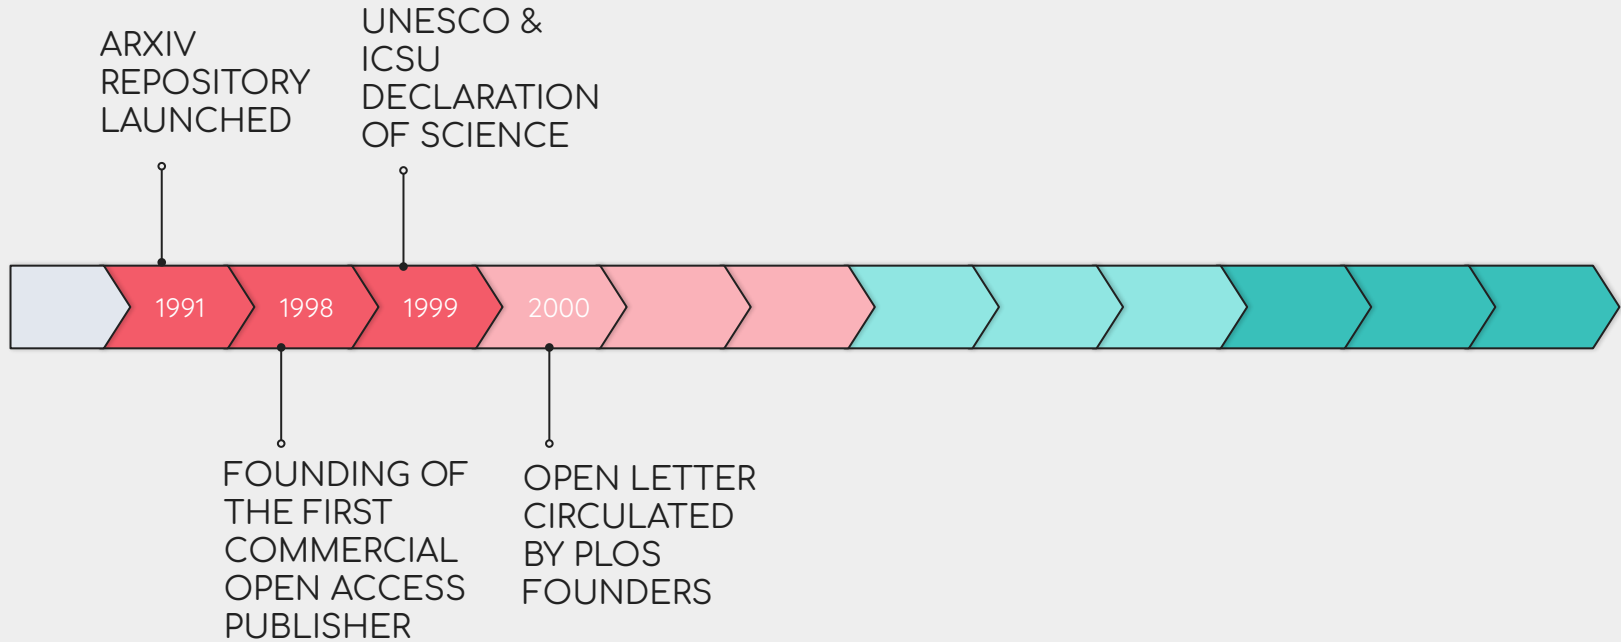 ARXIV
REPOSITORY
LAUNCHED
UNESCO &
ICSU
DECLARATION
OF SCIENCE
1991
1998
1999
2000
FOUNDING OF
THE FIRST
COMMERCIAL
OPEN ACCESS
PUBLISHER
OPEN LETTER
CIRCULATED
BY PLOS
FOUNDERS